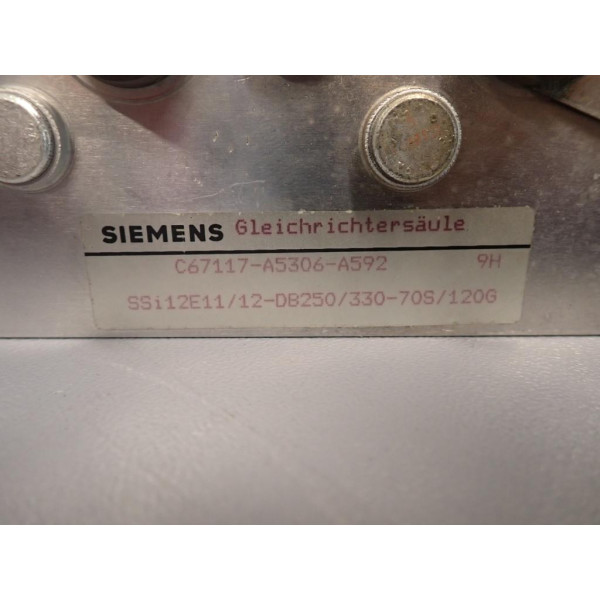 SIEMENS Gleichrichtersäule
C67117-A5306-A592 9H
SSi12E11/12-DB250/330-70S/120G